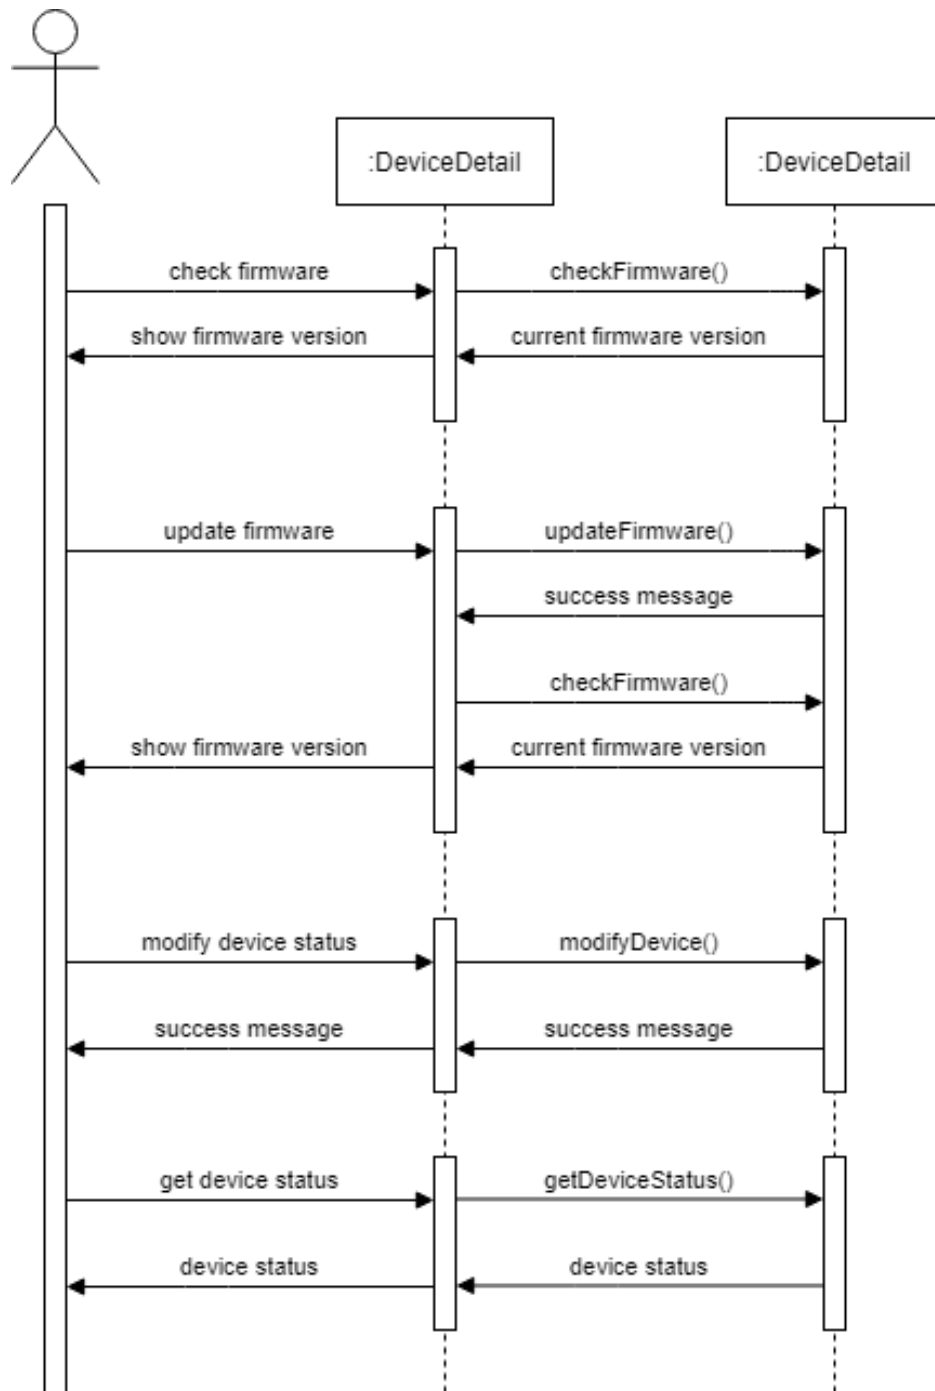 :DeviceDetail
:DeviceDetail
check firmware
checkFirmware()
show firmware version
current firmware version
update firmware
updateFirmware()
success message
checkFirmware()
show firmware version
current firmware version
modify device status
modifyDevice()
success message
success message
get device status
getDeviceStatus()
device status
device status